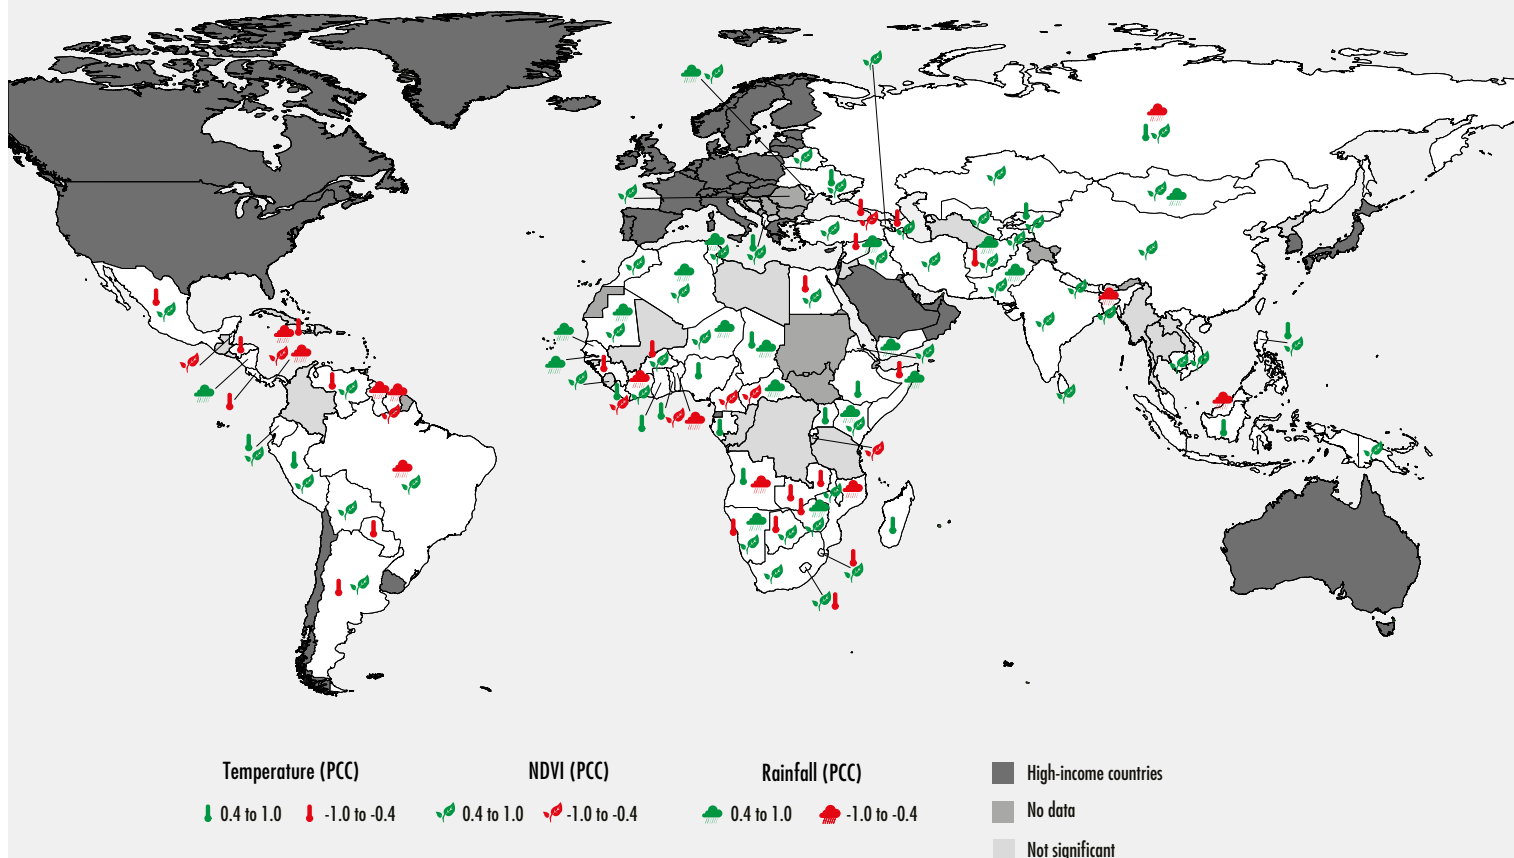 Temperature (PCC)
NDVI (PCC)
Rainfall (PCC)
High-income countries
0.4 to 1.0
-1.0 to -0.4
0.4 to 1.0
-1.0 to -0.4
0.4 to 1.0
-1.0 to -0.4
No data
Not significant